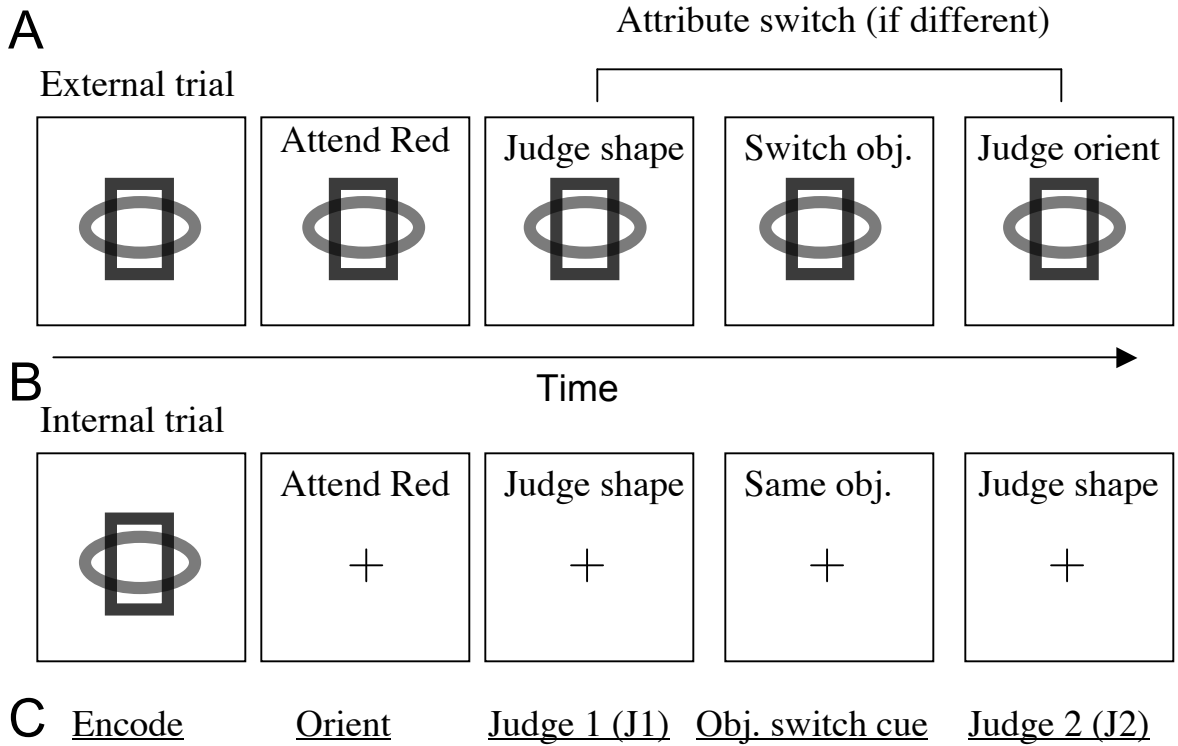 A
Attribute switch (if different)
External trial
Attend Red
Judge shape
Switch obj.
Judge orient
Time
B
Internal trial
Attend Red
Judge shape
Same obj.
Judge shape
C
Encode
Orient
Judge 1 (J1)
Obj. switch cue
Judge 2 (J2)